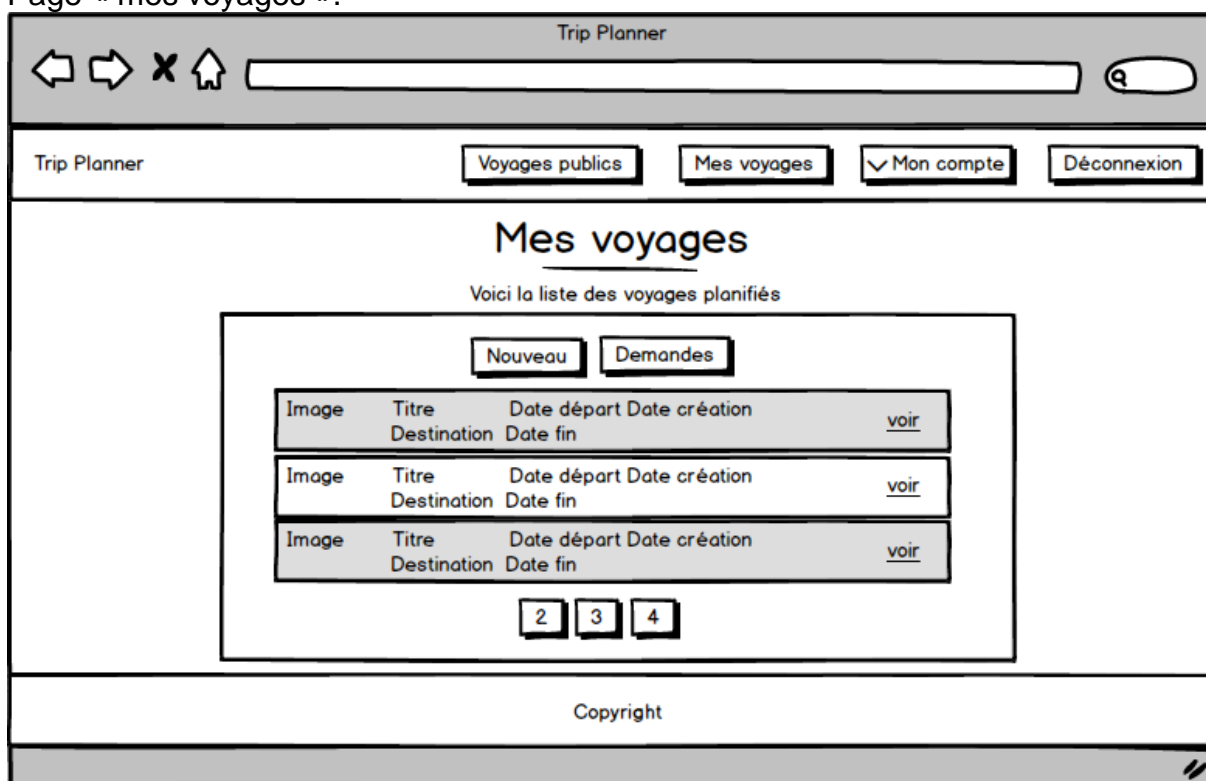 Page « mes voyages ».
Trip Planner
Trip Planner
Voyages publics
Mes voyages
Mon compte
Déconnexion
Mes voyages
Voici la liste des voyages planifiés
Nouveau
Demandes
Image Titre Date départ Date création
Destination Date fin
voir
Image Titre Date départ Date création
Destination Date fin
voir
Image Titre Date départ Date création
Destination Date fin
voir
2 3 4
Copyright